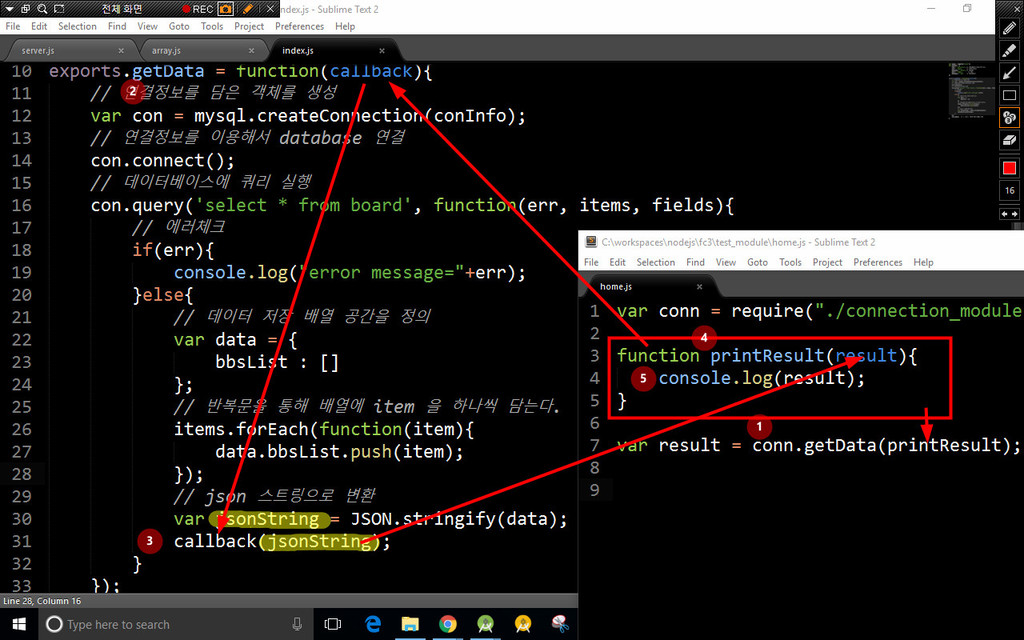 전체 화면
REC
ndex.js - Sublime Text 2
File Edit Selection Find View Goto Tools Project Preferences Help
server.js × array.js × index.js ×
10 exports.getData = function(callback){
11 // 연결정보를 담은 객체를 생성
2
12 var con = mysql.createConnection(conInfo);
13 // 연결정보를 이용해서 database 연결
14 con.connect();
15 // 데이터베이스에 쿼리 실행
16 con.query('select * from board', function(err, items, fields){
17 // 에러체크
18 if(err){
19 console.log("error message="+err);
20 }else{
21 // 데이터 저장 배열 공간을 정의
22 var data = {
23 bbsList : []
24 };
25 // 반복문을 통해 배열에 item 을 하나씩 담는다.
26 items.forEach(function(item){
27 data.bbsList.push(item);
28 });
29 // json 스트링으로 변환
30 var jsonString = JSON.stringify(data);
3
31 callback(jsonString);
32 }
33 });
Line 28, Column 16
C:\workspaces\nodejs\fc3\test_module\home.js - Sublime Text 2
File Edit Selection Find View Goto Tools Project Preferences Help
home.js ×
1 var conn = require("./connection_module
2
4
3 function printResult(result){
5
4 console.log(result);
5 }
6
1
7 var result = conn.getData(printResult);
8
9
16
Type here to search